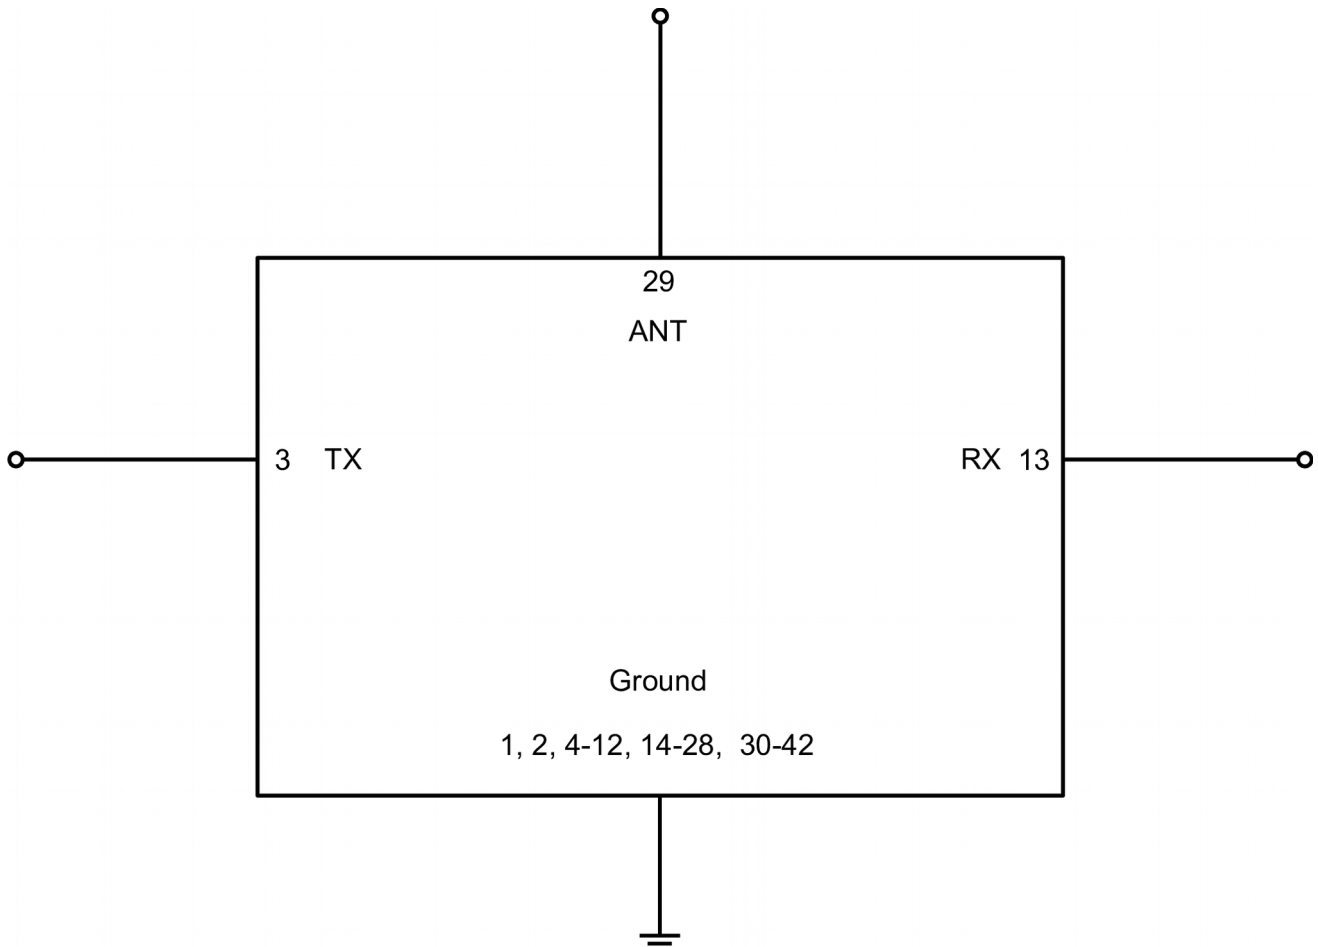 29
ANT
3 TX
RX 13
Ground
1, 2, 4-12, 14-28, 30-42